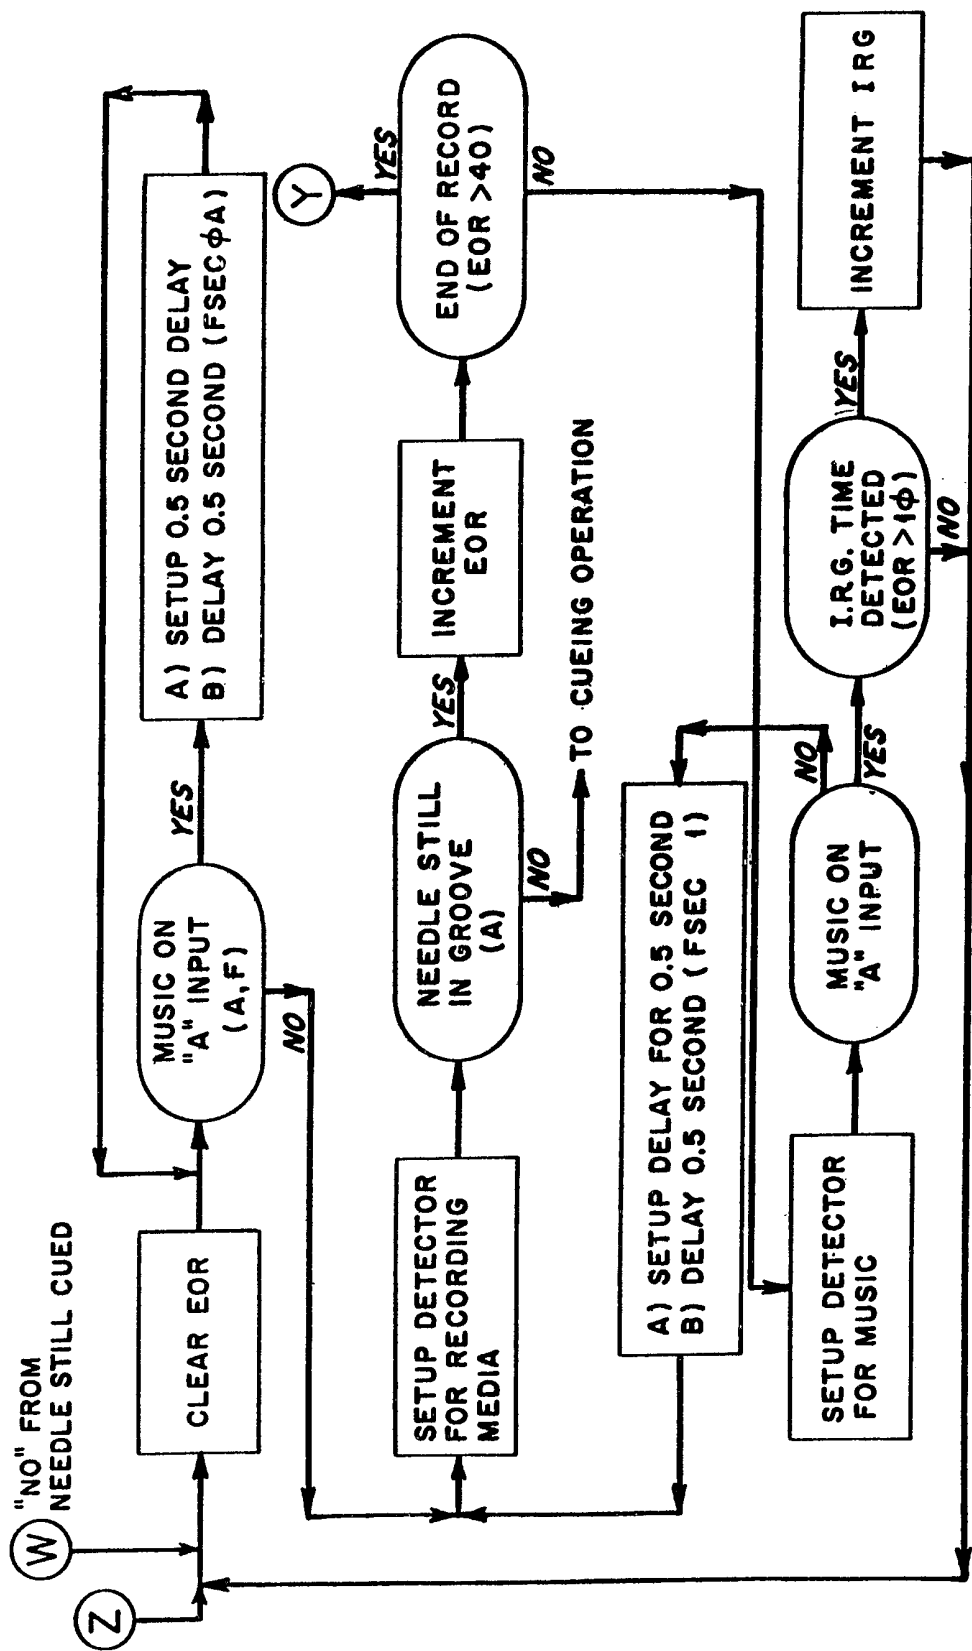 Z
W
"NO" FROM
NEEDLE STILL CUED
CLEAR EOR
MUSIC ON
"A" INPUT
(A,F)
YES
NO
A) SETUP 0.5 SECOND DELAY
B) DELAY 0.5 SECOND (FSECϕA)
SETUP DETECTOR
FOR RECORDING
MEDIA
NEEDLE STILL
IN GROOVE
(A)
YES
NO
TO CUEING OPERATION
INCREMENT
EOR
END OF RECORD
(EOR >40)
YES
Y
NO
A) SETUP DELAY FOR 0.5 SECOND
B) DELAY 0.5 SECOND (FSEC 1)
SETUP DETECTOR
FOR MUSIC
MUSIC ON
"A" INPUT
NO
YES
I.R.G. TIME
DETECTED
(EOR >1ϕ)
YES
NO
INCREMENT IRG